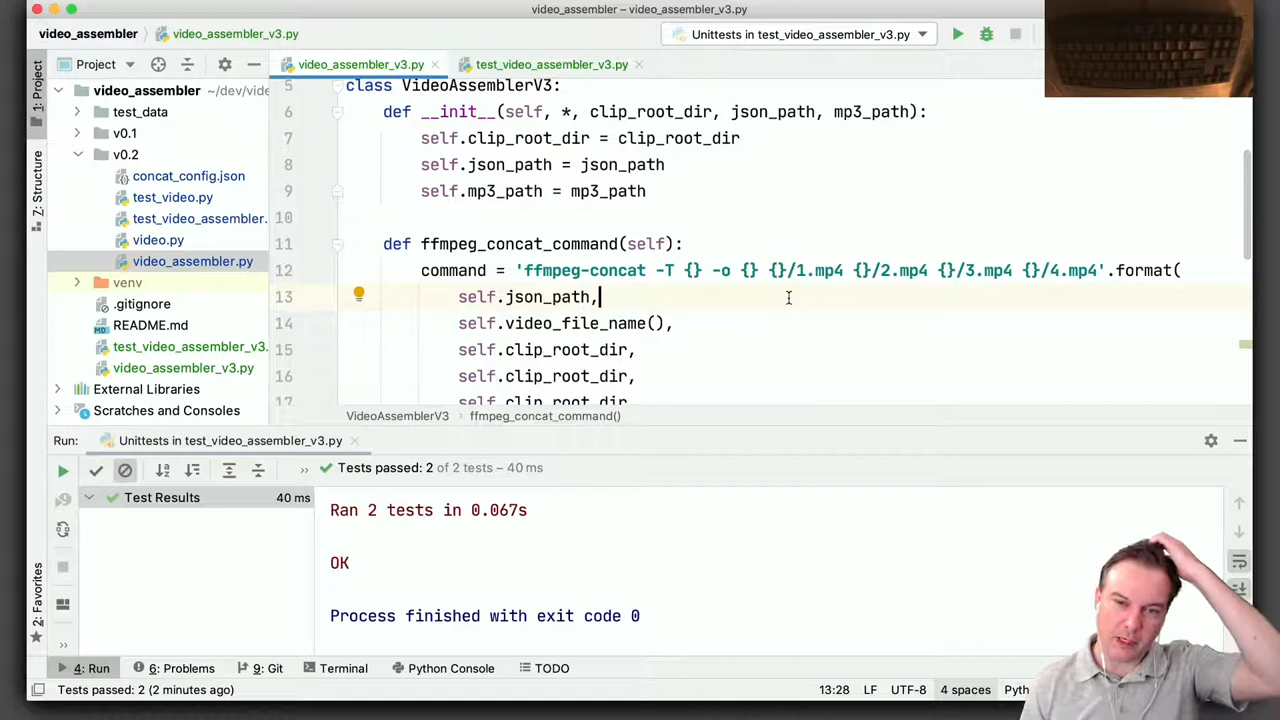 video_assembler – video_assembler_v3.py
video_assembler
video_assembler_v3.py
Unittests in test_video_assembler_v3.py
1: Project
Project
video_assembler_v3.py
test_video_assembler_v3.py
video_assembler ~/dev/vide
test_data
v0.1
v0.2
concat_config.json
test_video.py
test_video_assembler.
video.py
video_assembler.py
venv
.gitignore
README.md
test_video_assembler_v3.
video_assembler_v3.py
External Libraries
Scratches and Consoles
Z: Structure
5 class VideoAssemblerV3:
6 def __init__(self, *, clip_root_dir, json_path, mp3_path):
7 self.clip_root_dir = clip_root_dir
8 self.json_path = json_path
9 self.mp3_path = mp3_path
10
11 def ffmpeg_concat_command(self):
12 command = 'ffmpeg-concat -T {} -o {} {}/1.mp4 {}/2.mp4 {}/3.mp4 {}/4.mp4'.format(
13 self.json_path,
14 self.video_file_name(),
15 self.clip_root_dir,
16 self.clip_root_dir,
17 self.clip_root_dir,
VideoAssemblerV3
ffmpeg_concat_command()
Run:
Unittests in test_video_assembler_v3.py
Tests passed: 2 of 2 tests – 40 ms
Test Results 40 ms
Ran 2 tests in 0.067s
OK
Process finished with exit code 0
2: Favorites
4: Run
6: Problems
9: Git
Terminal
Python Console
TODO
Tests passed: 2 (2 minutes ago)
13:28 LF UTF-8 4 spaces Pyth